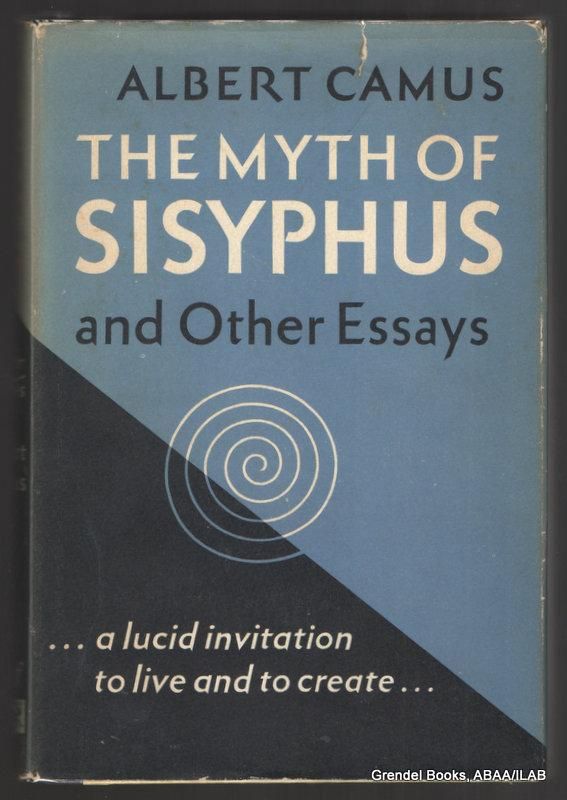 ALBERT CAMUS
THE MYTH OF
SISYPHUS
and Other Essays
... a lucid invitation
to live and to create...
Grendel Books, ABAA/ILAB